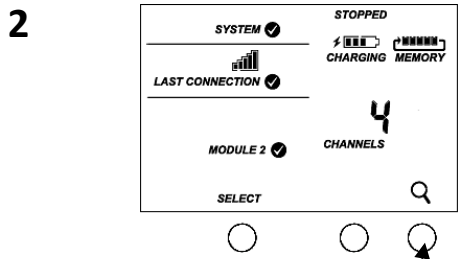 2
STOPPED
SYSTEM
CHARGING MEMORY
LAST CONNECTION
4
MODULE 2 CHANNELS
SELECT